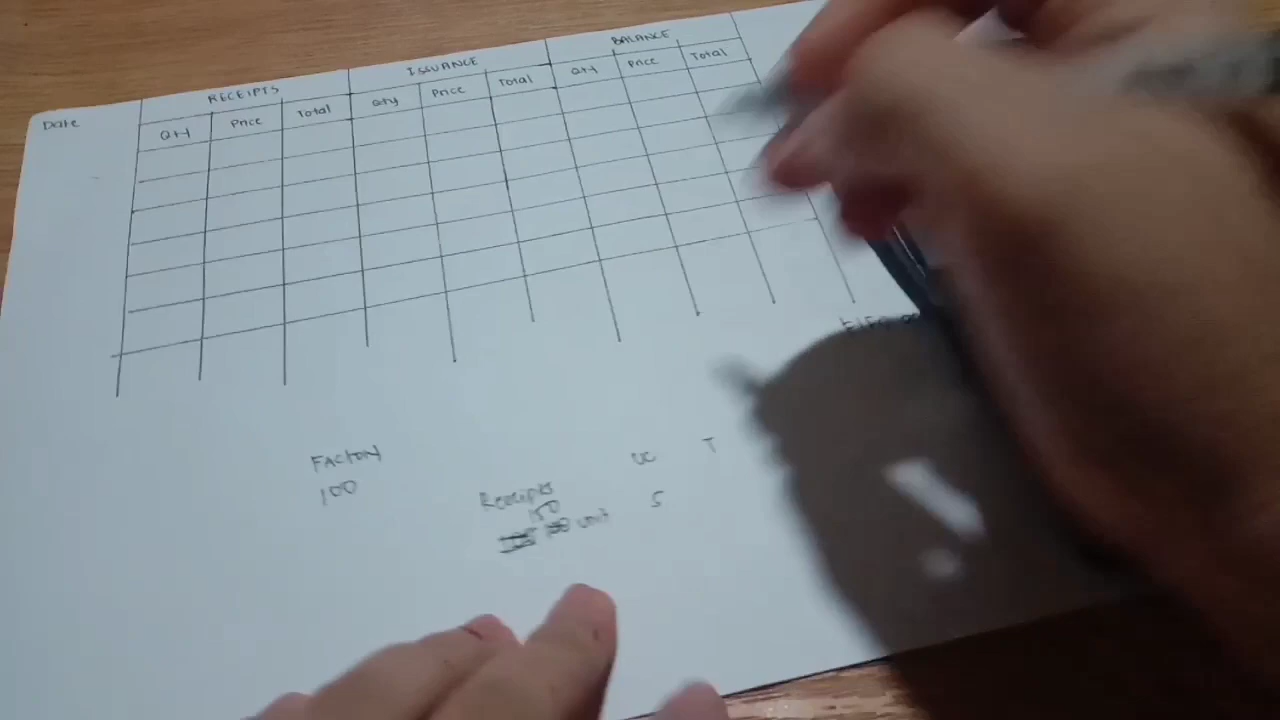 Date RECEIPTS ISSUANCE BALANCE
Qty Price Total Qty Price Total Qty Price Total
FACTORY
100
Receipts UC T
150
unit 5